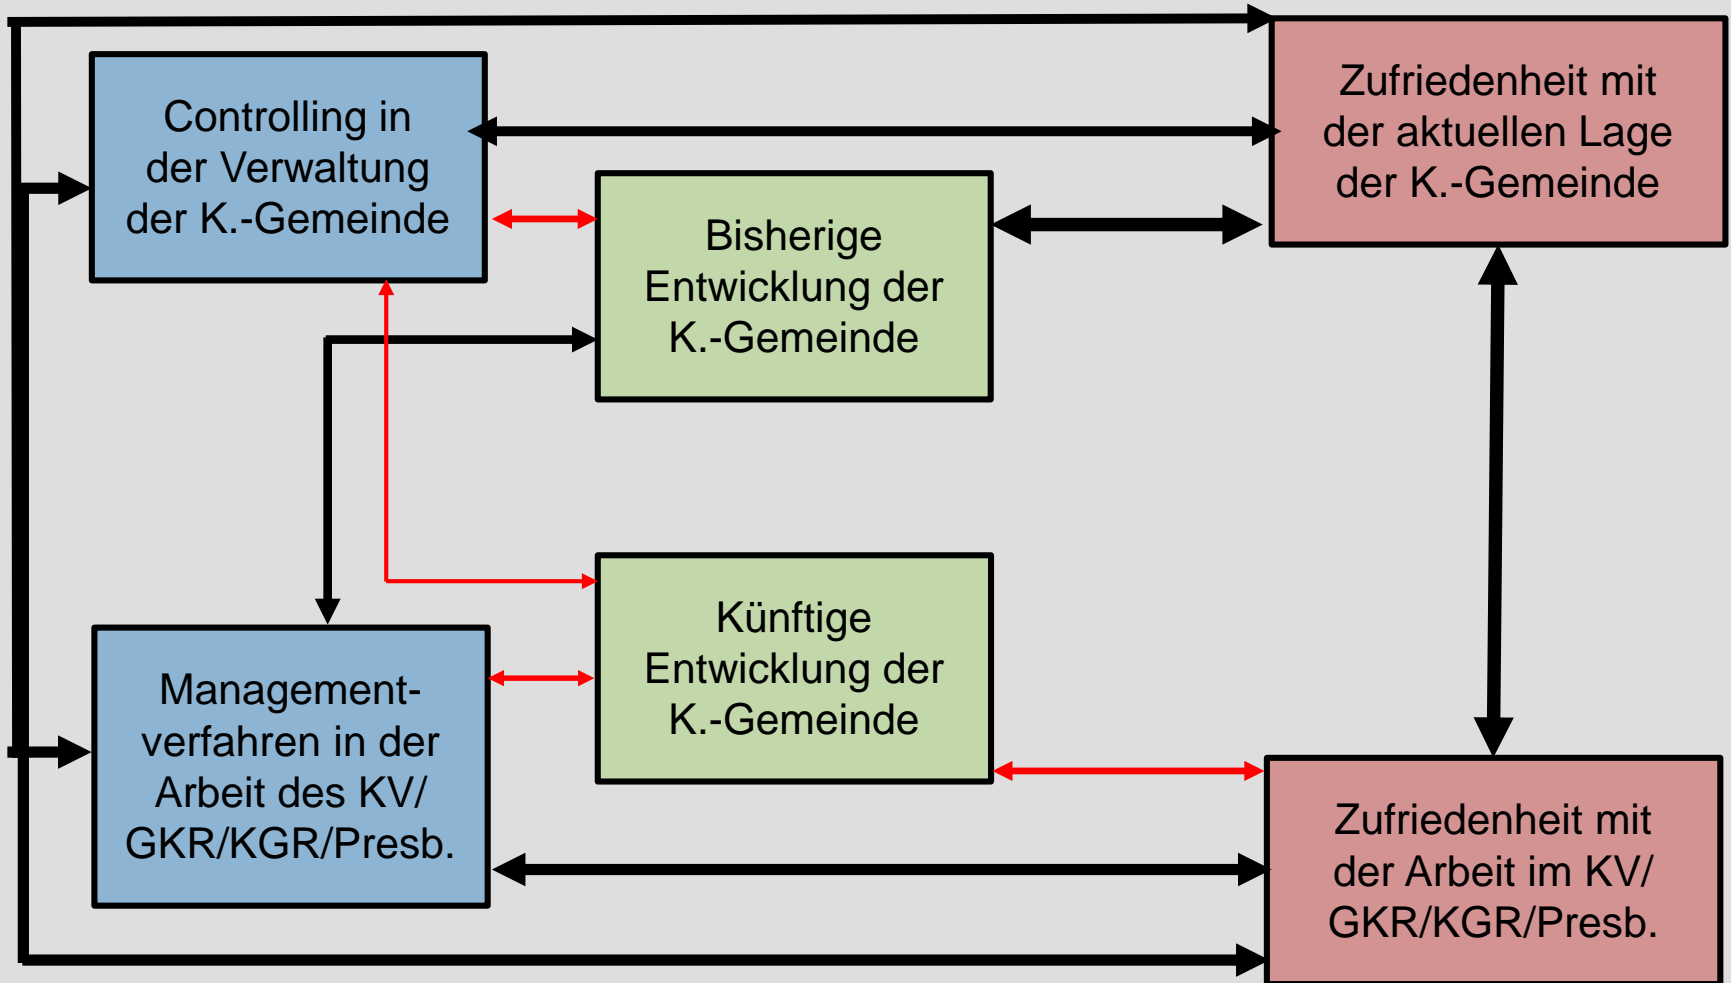 Controlling in
der Verwaltung
der K.-Gemeinde
Zufriedenheit mit
der aktuellen Lage
der K.-Gemeinde
Bisherige
Entwicklung der
K.-Gemeinde
Künftige
Entwicklung der
K.-Gemeinde
Management-
verfahren in der
Arbeit des KV/
GKR/KGR/Presb.
Zufriedenheit mit
der Arbeit im KV/
GKR/KGR/Presb.